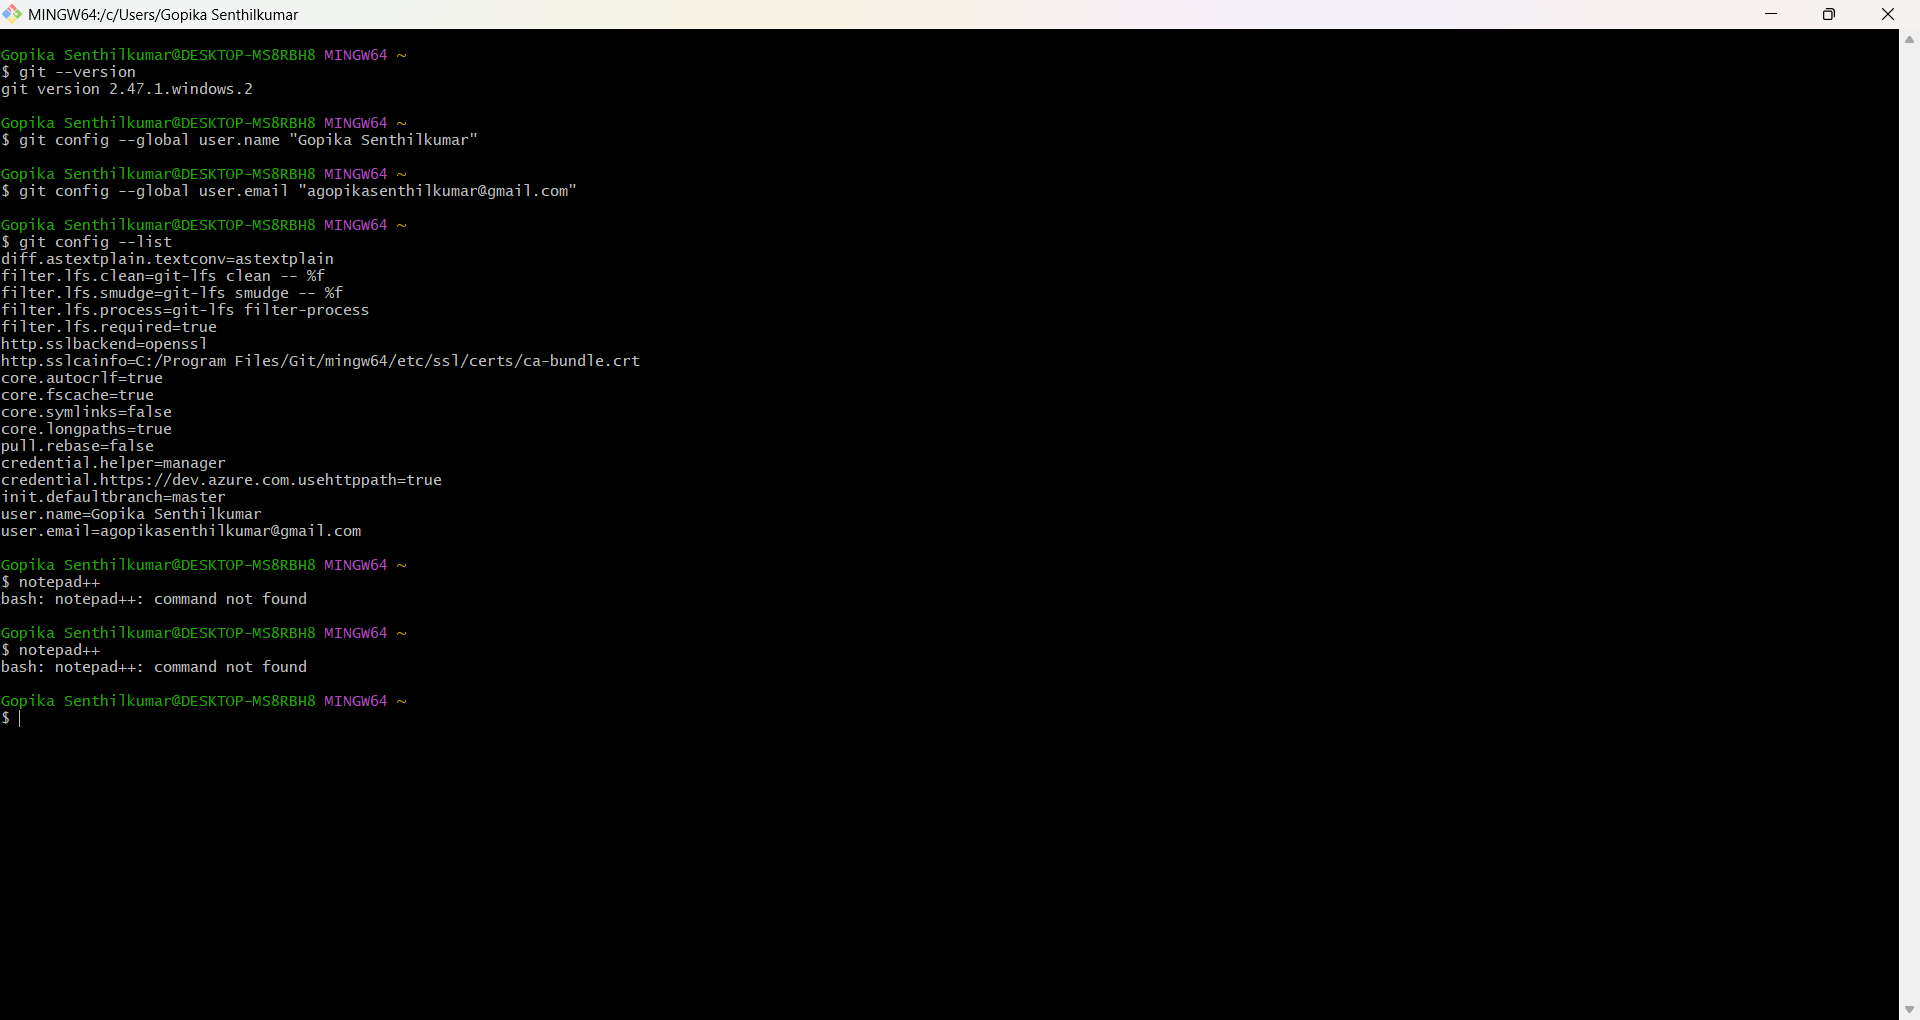 MINGW64:/c/Users/Gopika Senthilkumar
Gopika Senthilkumar@DESKTOP-MS8RBH8 MINGW64 ~
$ git --version
git version 2.47.1.windows.2
Gopika Senthilkumar@DESKTOP-MS8RBH8 MINGW64 ~
$ git config --global user.name "Gopika Senthilkumar"
Gopika Senthilkumar@DESKTOP-MS8RBH8 MINGW64 ~
$ git config --global user.email "agopikasenthilkumar@gmail.com"
Gopika Senthilkumar@DESKTOP-MS8RBH8 MINGW64 ~
$ git config --list
diff.astextplain.textconv=astextplain
filter.lfs.clean=git-lfs clean -- %f
filter.lfs.smudge=git-lfs smudge -- %f
filter.lfs.process=git-lfs filter-process
filter.lfs.required=true
http.sslbackend=openssl
http.sslcainfo=C:/Program Files/Git/mingw64/etc/ssl/certs/ca-bundle.crt
core.autocrlf=true
core.fscache=true
core.symlinks=false
core.longpaths=true
pull.rebase=false
credential.helper=manager
credential.https://dev.azure.com.usehttppath=true
init.defaultbranch=master
user.name=Gopika Senthilkumar
user.email=agopikasenthilkumar@gmail.com
Gopika Senthilkumar@DESKTOP-MS8RBH8 MINGW64 ~
$ notepad++
bash: notepad++: command not found
Gopika Senthilkumar@DESKTOP-MS8RBH8 MINGW64 ~
$ notepad++
bash: notepad++: command not found
Gopika Senthilkumar@DESKTOP-MS8RBH8 MINGW64 ~
$